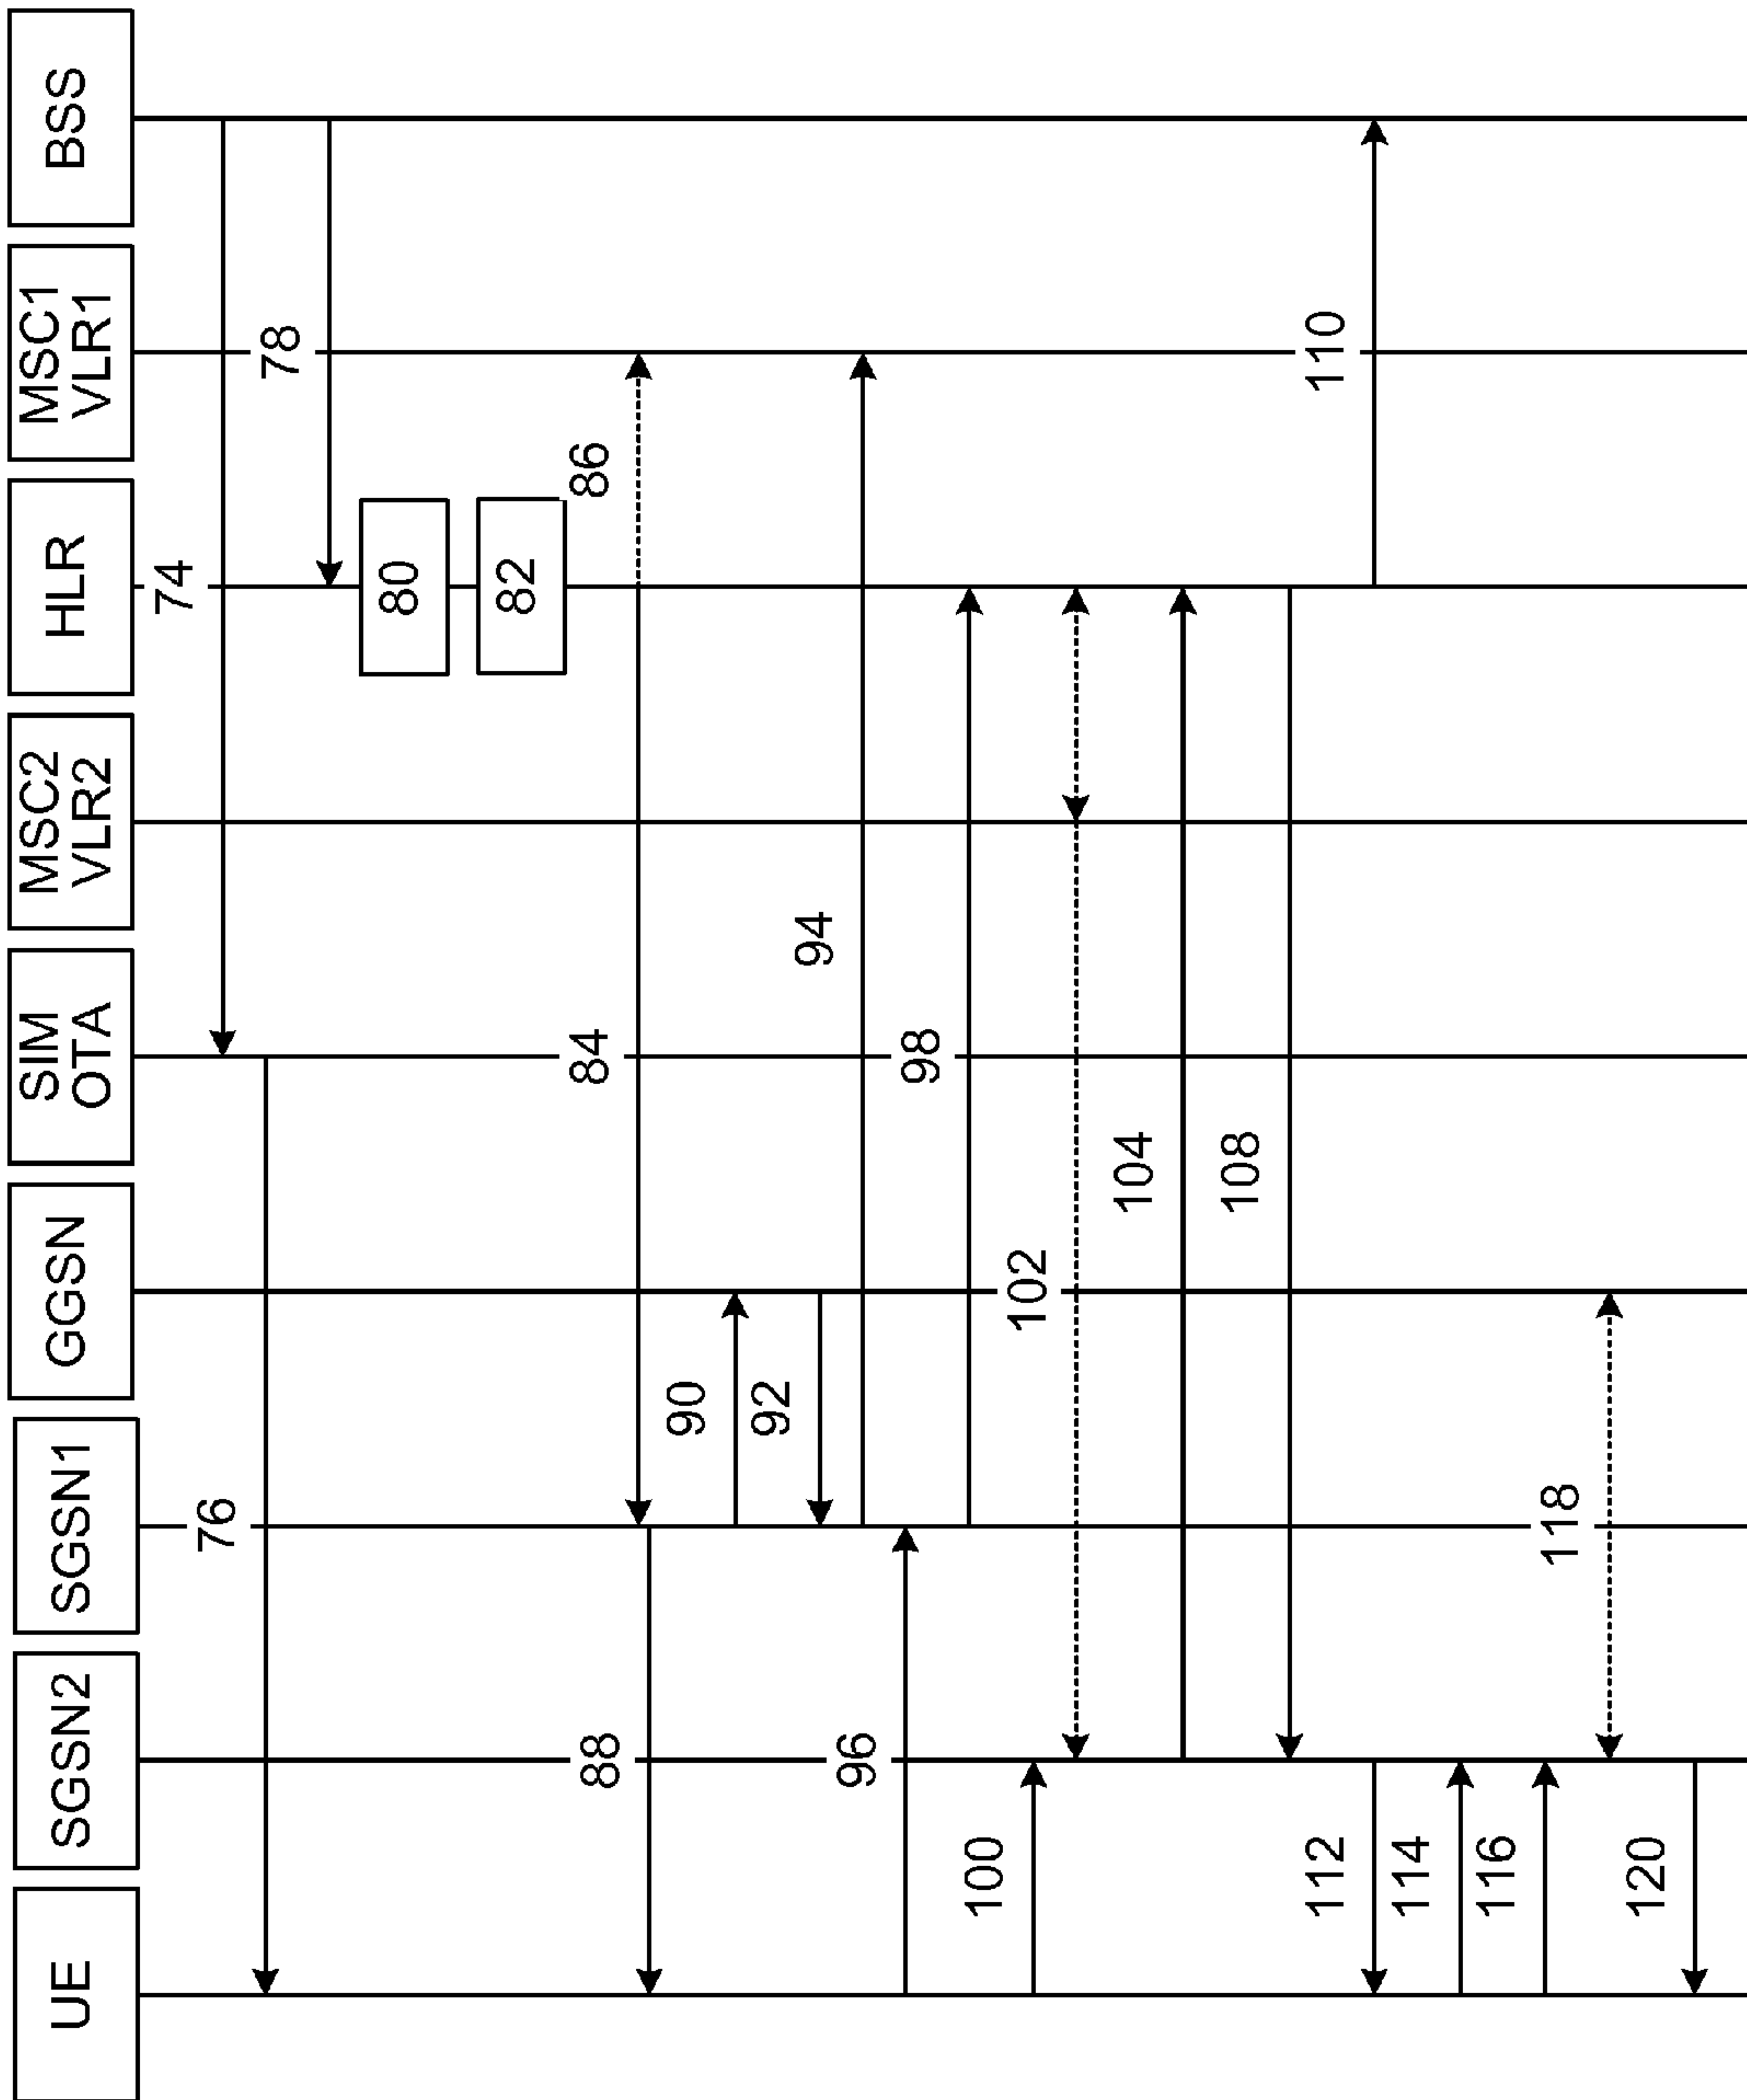 UE
SGSN2
SGSN1
GGSN
SIM
OTA
MSC2
VLR2
HLR
MSC1
VLR1
BSS
74
76
78
80
82
84
86
88
90
92
94
96
98
100
102
104
108
110
112
114
116
118
120